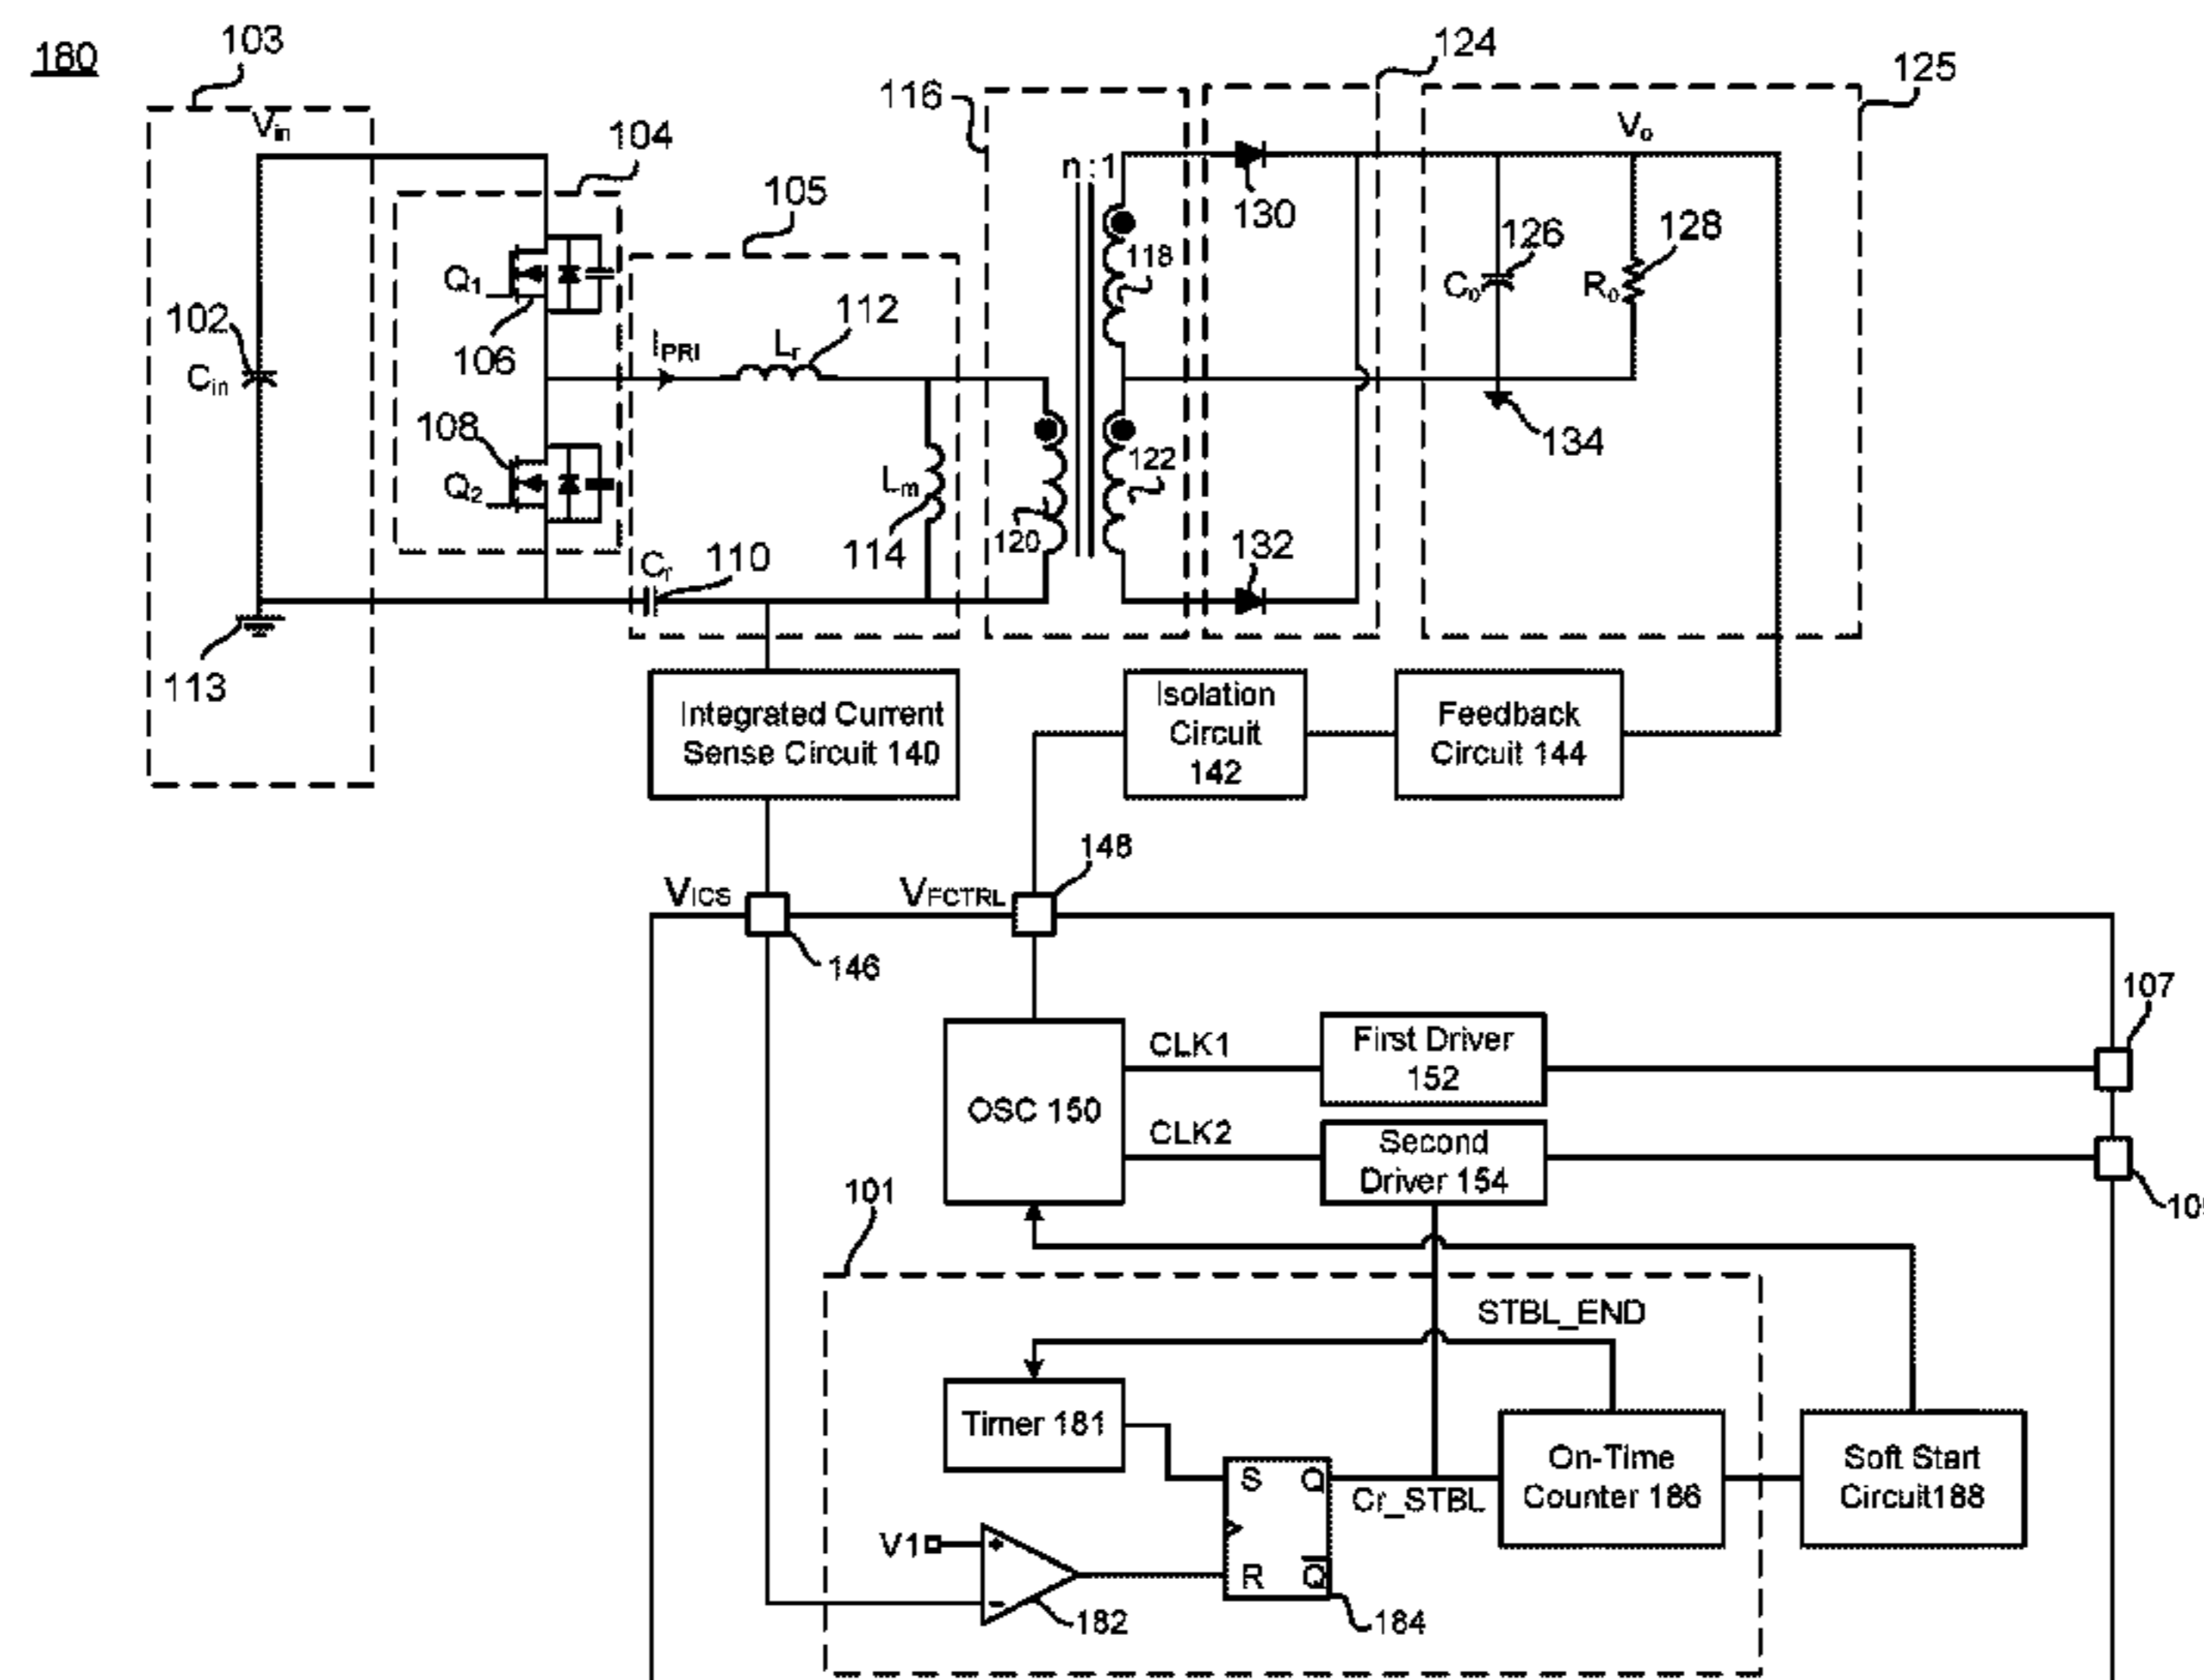 180
103
124
125
116
Vin
104
Vo
105
n:1
130
118
126
128
Q1
Co
Ro
102
106
IPRI
Lr
112
Cin
134
108
122
Q2
Lm
120
114
132
Cr
110
113
Integrated Current
Sense Circuit 140
Isolation
Circuit
142
Feedback
Circuit 144
148
VICS
VFCTRL
146
107
CLK1
First Driver
152
OSC 150
CLK2
Second
Driver 154
101
STBL_END
Timer 181
S
Q
On-Time
Counter 186
Soft Start
Circuit188
Cr_STBL
V1
+
R
Q
-
182
184